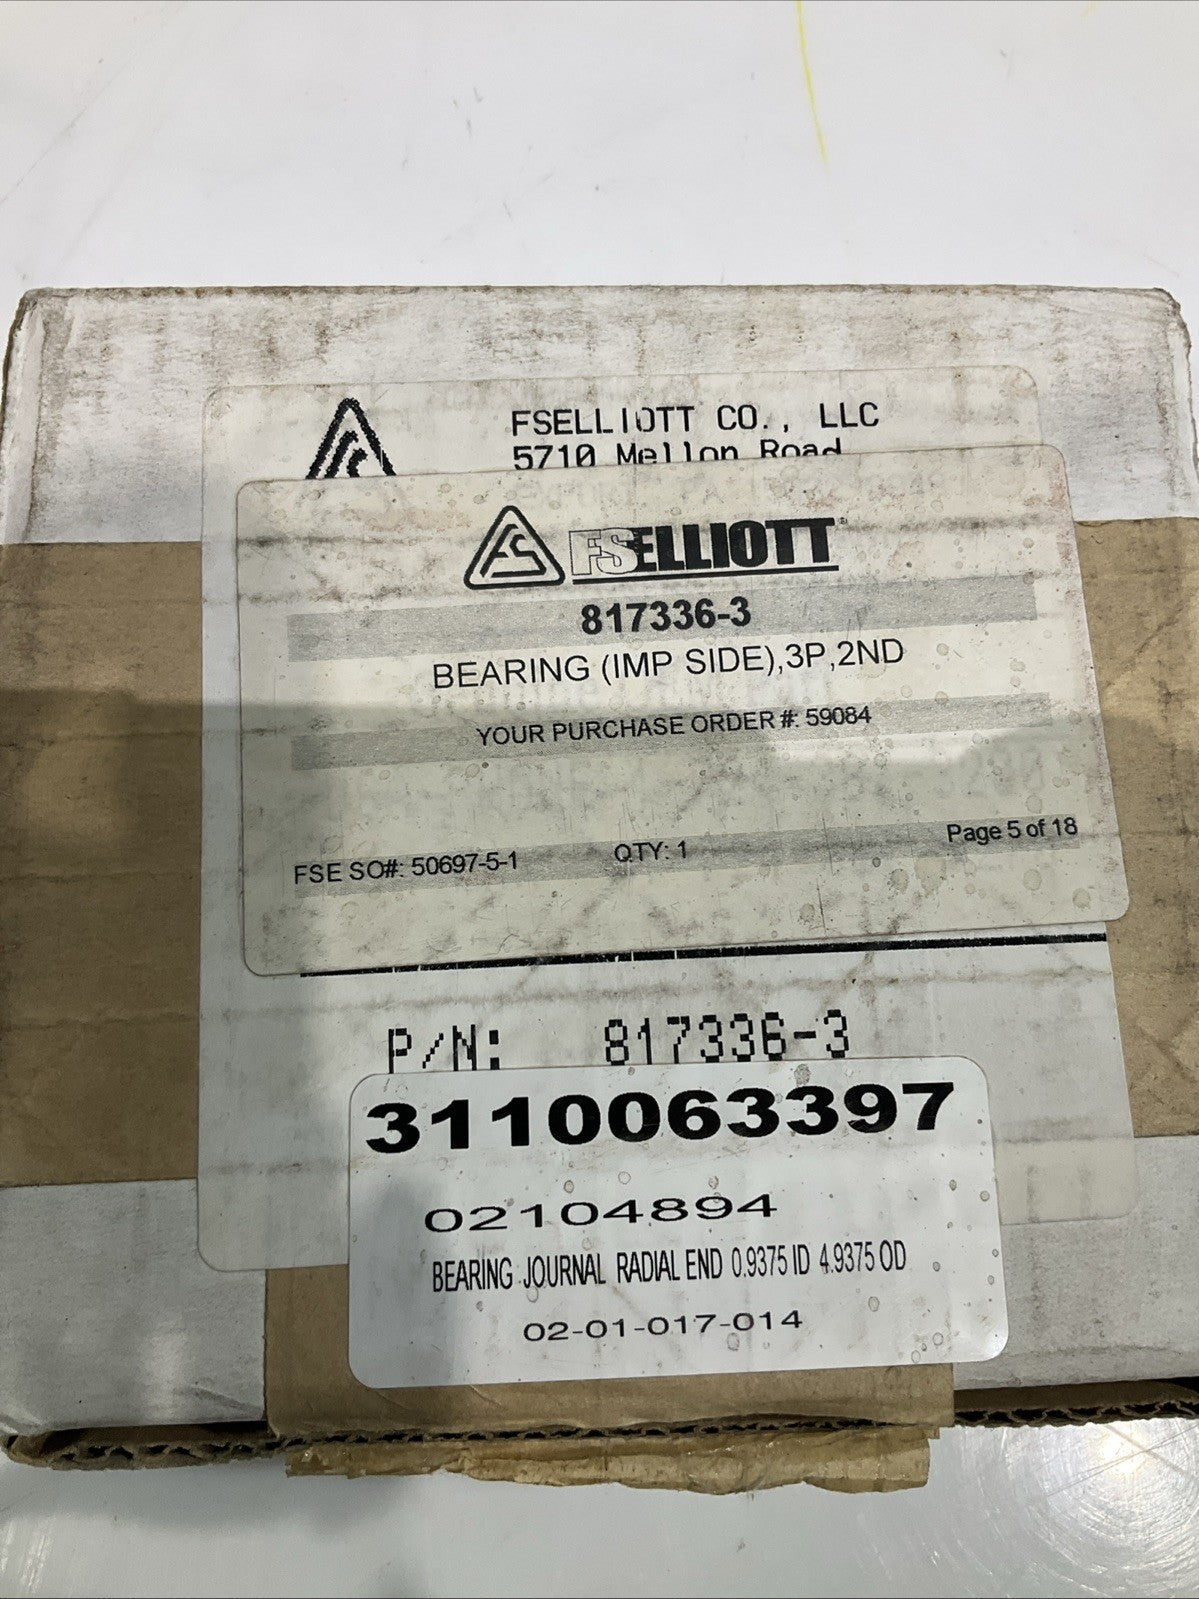 FSELLIOTT CO., LLC
5710 Mellon Road
FS
FSELLIOTT®
817336-3
BEARING (IMP SIDE),3P,2ND
YOUR PURCHASE ORDER #: 59084
FSE SO#: 50697-5-1 QTY: 1 Page 5 of 18
P/N: 817336-3
3110063397
02104894
BEARING JOURNAL RADIAL END 0.9375 ID 4.9375 OD
02-01-017-014